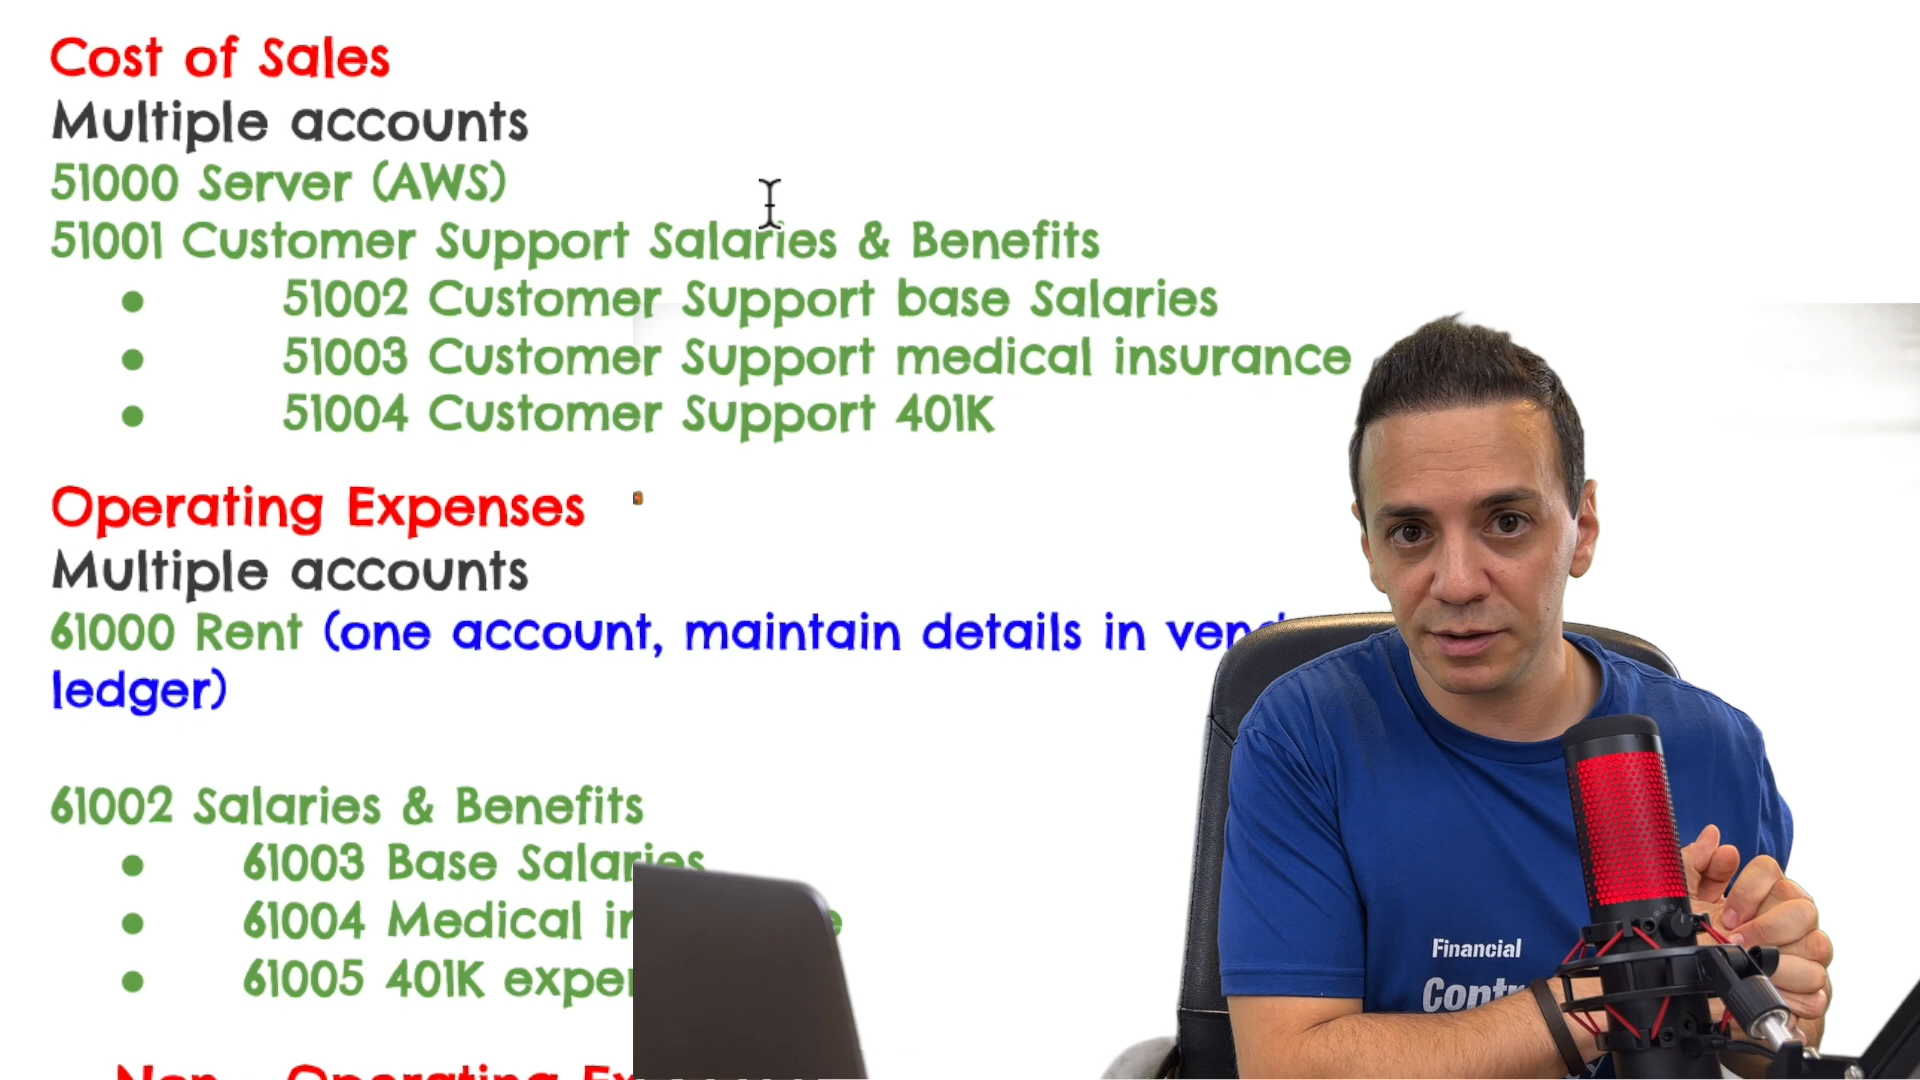 Cost of Sales
Multiple accounts
51000 Server (AWS)
51001 Customer Support Salaries & Benefits
● 51002 Customer Support base Salaries
● 51003 Customer Support medical insurance
● 51004 Customer Support 401K
Operating Expenses
Multiple accounts
61000 Rent (one account, maintain details in
ledger)
61002 Salaries & Benefits
● 61003 Base Salaries
● 61004 Medical
● 61005 401K
Operating
Financial